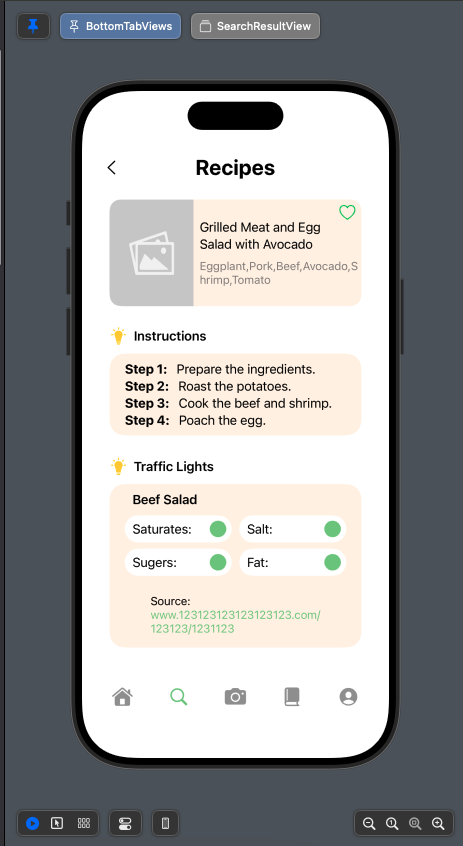 BottomTabViews
SearchResultView
Recipes
Grilled Meat and Egg
Salad with Avocado
Eggplant,Pork,Beef,Avocado,S
hrimp,Tomato
Instructions
Step 1: Prepare the ingredients.
Step 2: Roast the potatoes.
Step 3: Cook the beef and shrimp.
Step 4: Poach the egg.
Traffic Lights
Beef Salad
Saturates:
Salt:
Sugers:
Fat:
Source:
www.123123123123123123.com/
123123/1231123